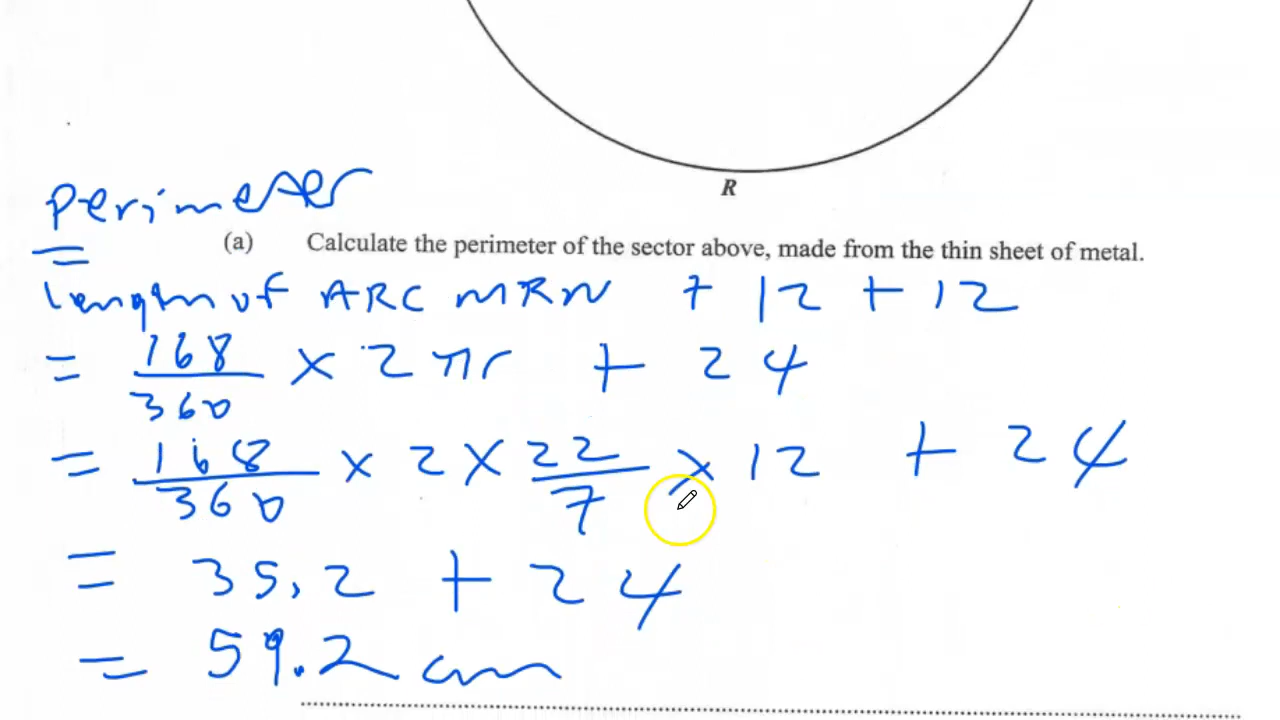 R
Perimeter
(a) Calculate the perimeter of the sector above, made from the thin sheet of metal.
=
length of ARC MRN + 12 + 12
= 168/360 × 2πr + 24
= 168/360 × 2 × 22/7 × 12 + 24
= 35.2 + 24
= 59.2 cm